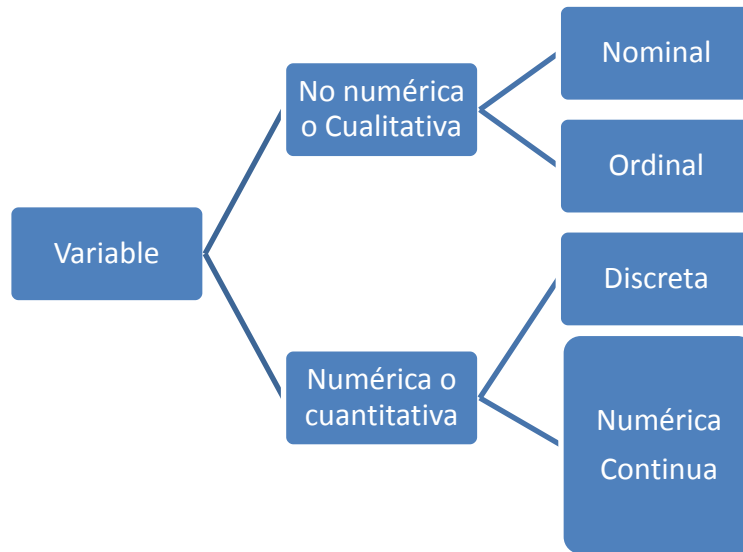 Variable
No numérica
o Cualitativa
Nominal
Ordinal
Numérica o
cuantitativa
Discreta
Numérica
Continua